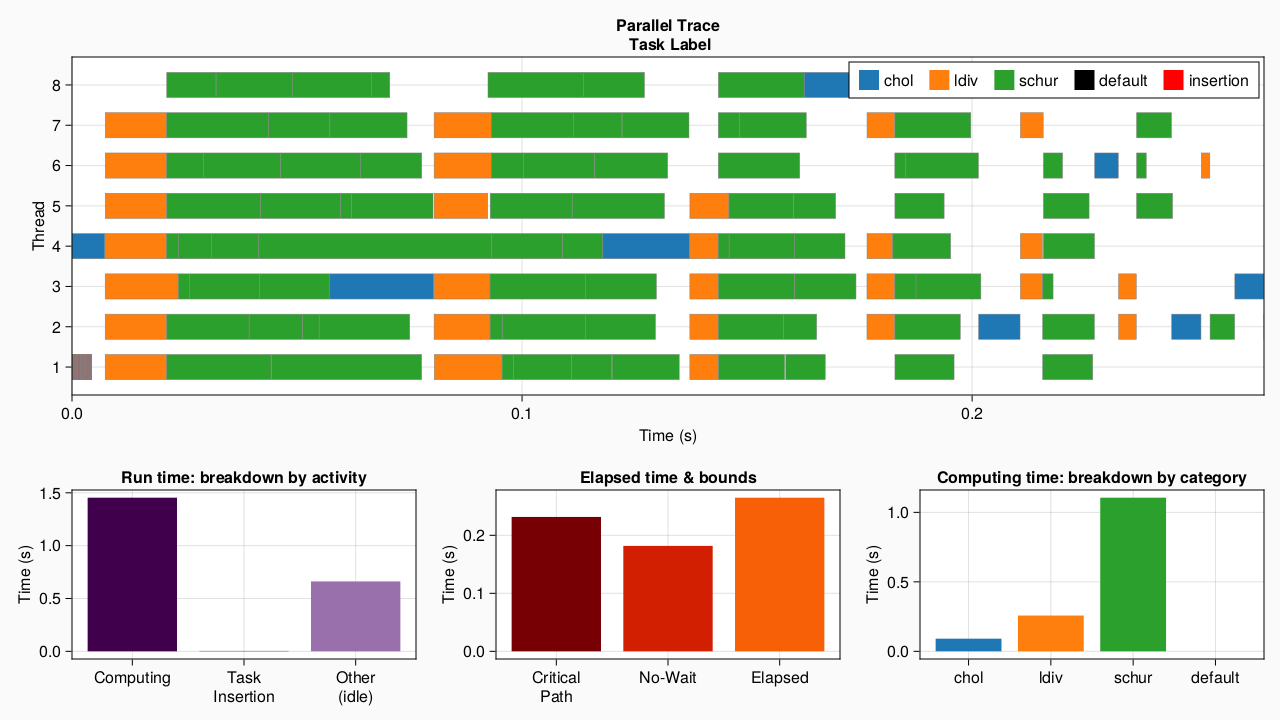 Parallel Trace
Task Label
chol ldiv schur default insertion
8
7
6
5
4
3
2
1
Thread
0.0 0.1 0.2
Time (s)
Run time: breakdown by activity
1.5
1.0
0.5
0.0
Time (s)
Computing Task Insertion Other (idle)
Elapsed time & bounds
0.2
0.1
0.0
Time (s)
Critical Path No-Wait Elapsed
Computing time: breakdown by category
1.0
0.5
0.0
Time (s)
chol ldiv schur default